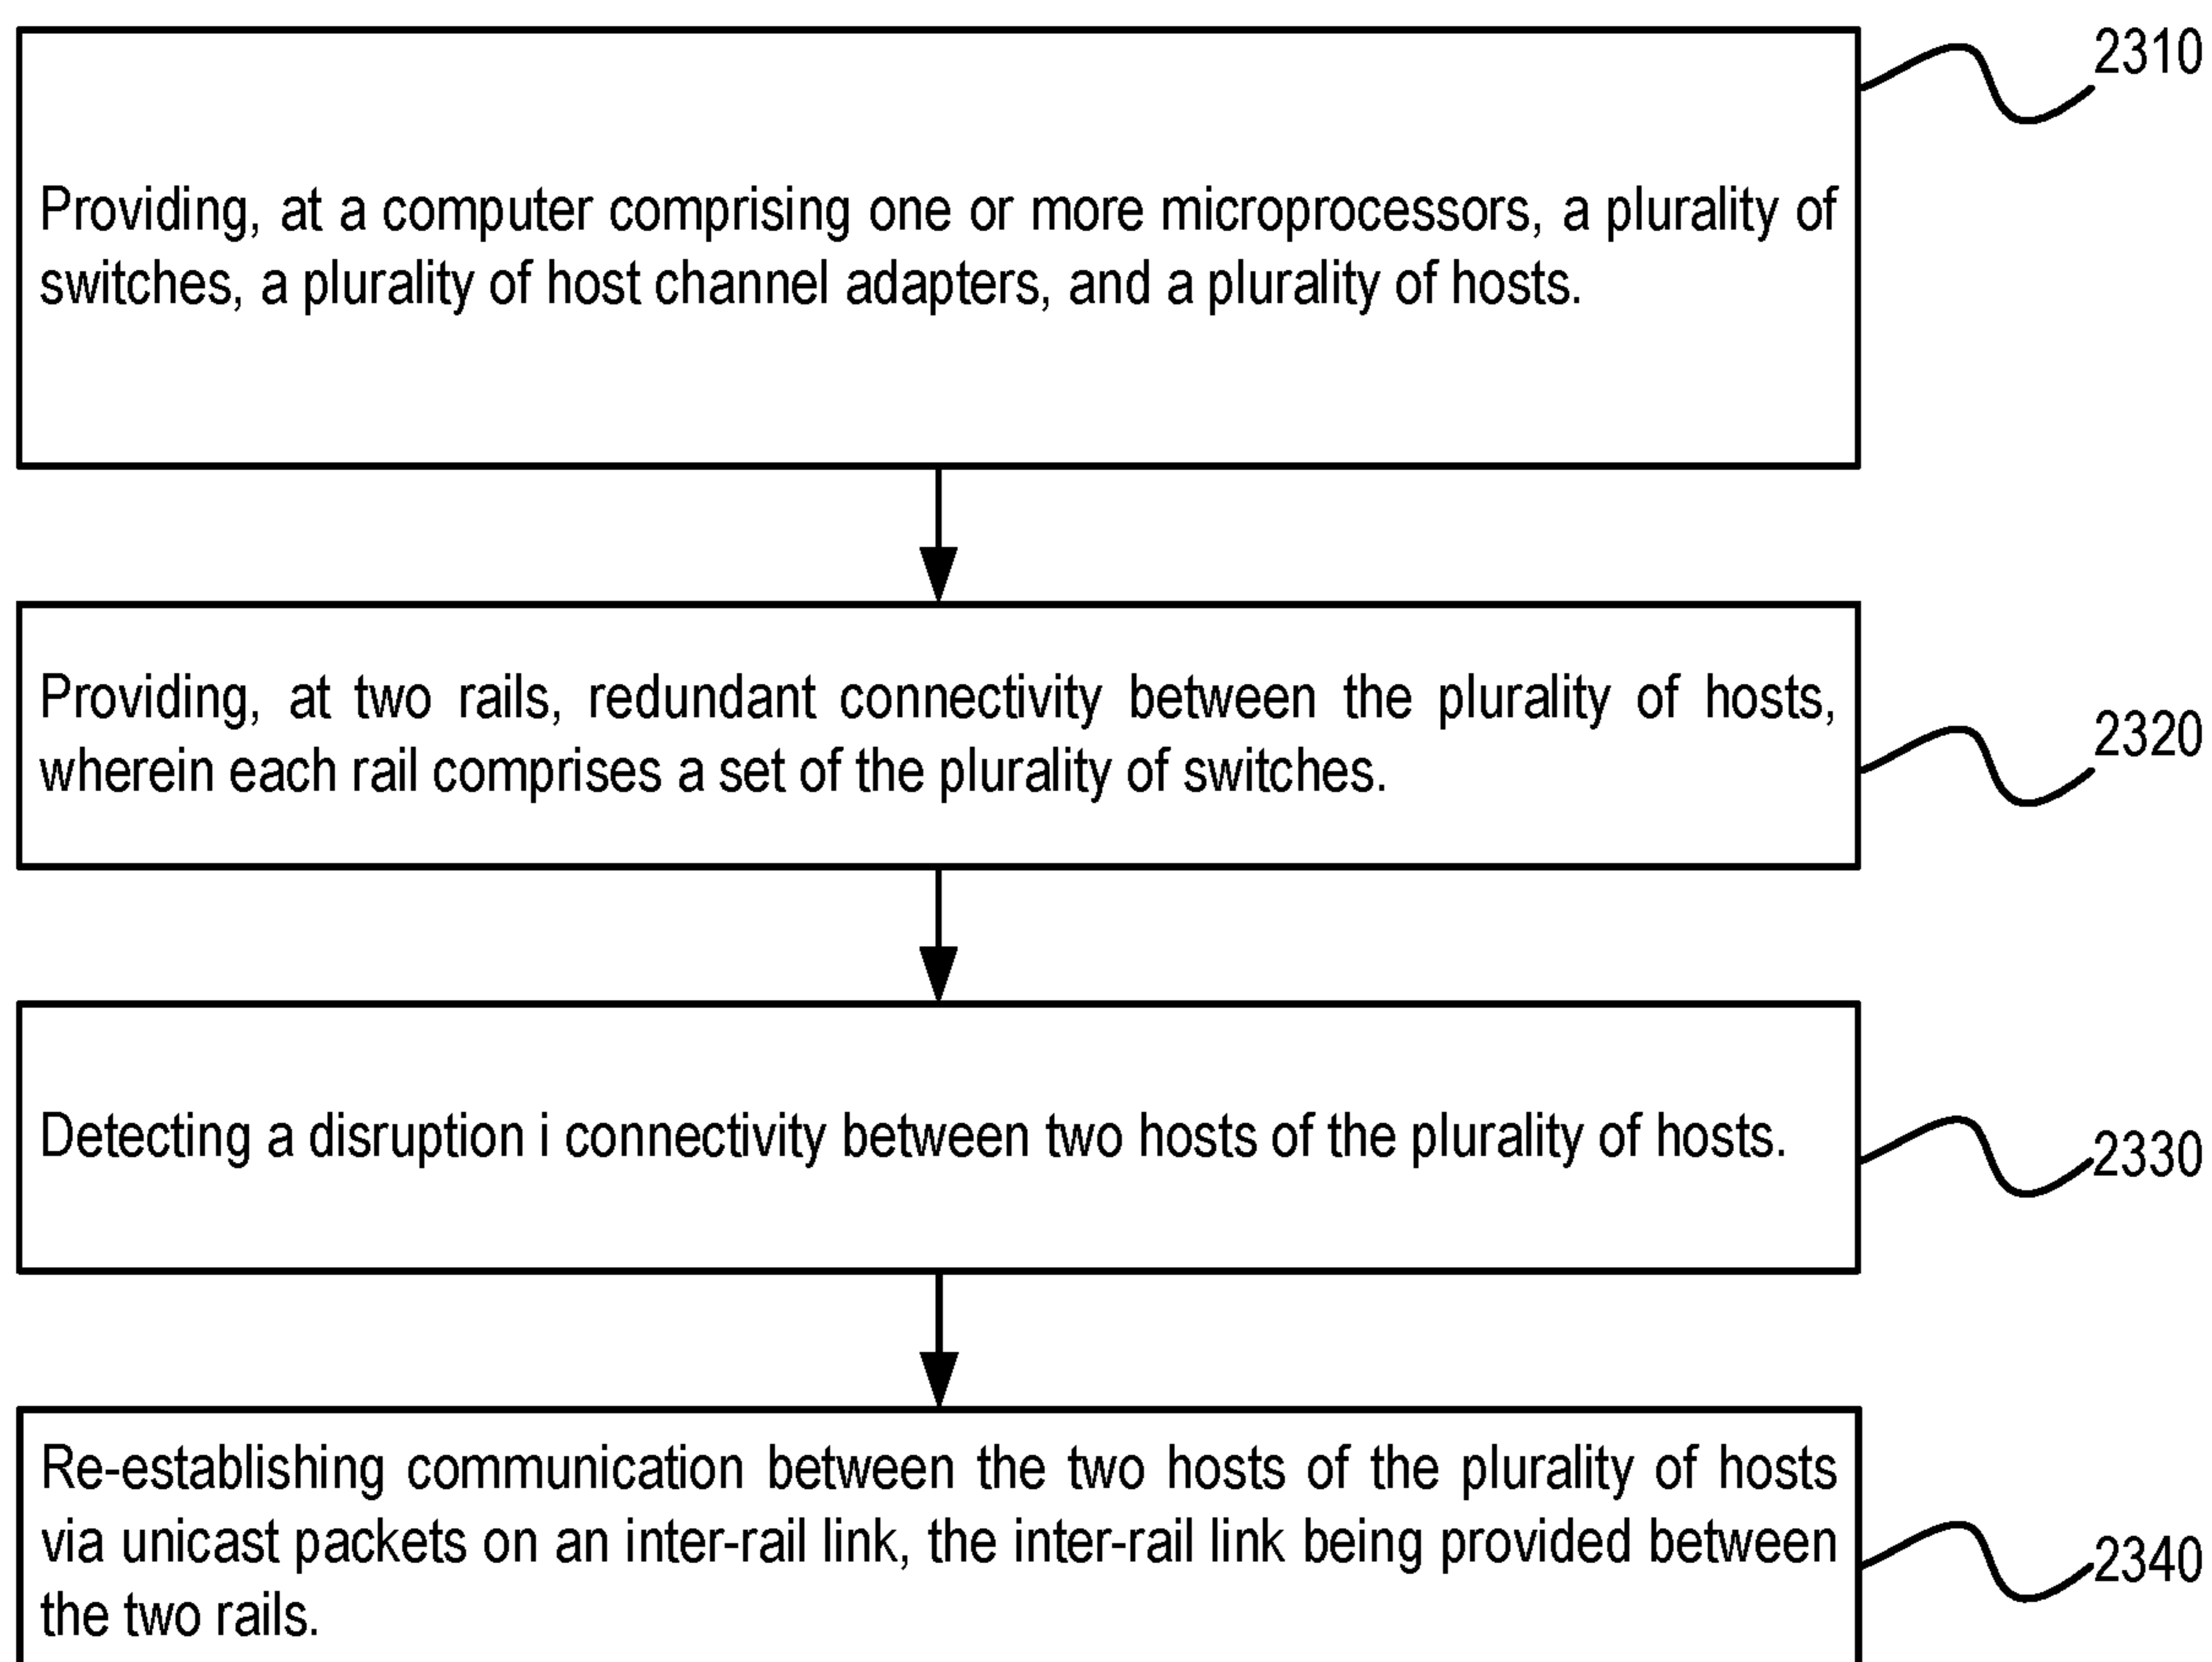 2310
Providing, at a computer comprising one or more microprocessors, a plurality of
switches, a plurality of host channel adapters, and a plurality of hosts.
Providing, at two rails, redundant connectivity between the plurality of hosts,
wherein each rail comprises a set of the plurality of switches.
2320
Detecting a disruption i connectivity between two hosts of the plurality of hosts.
2330
Re-establishing communication between the two hosts of the plurality of hosts
via unicast packets on an inter-rail link, the inter-rail link being provided between
the two rails.
2340